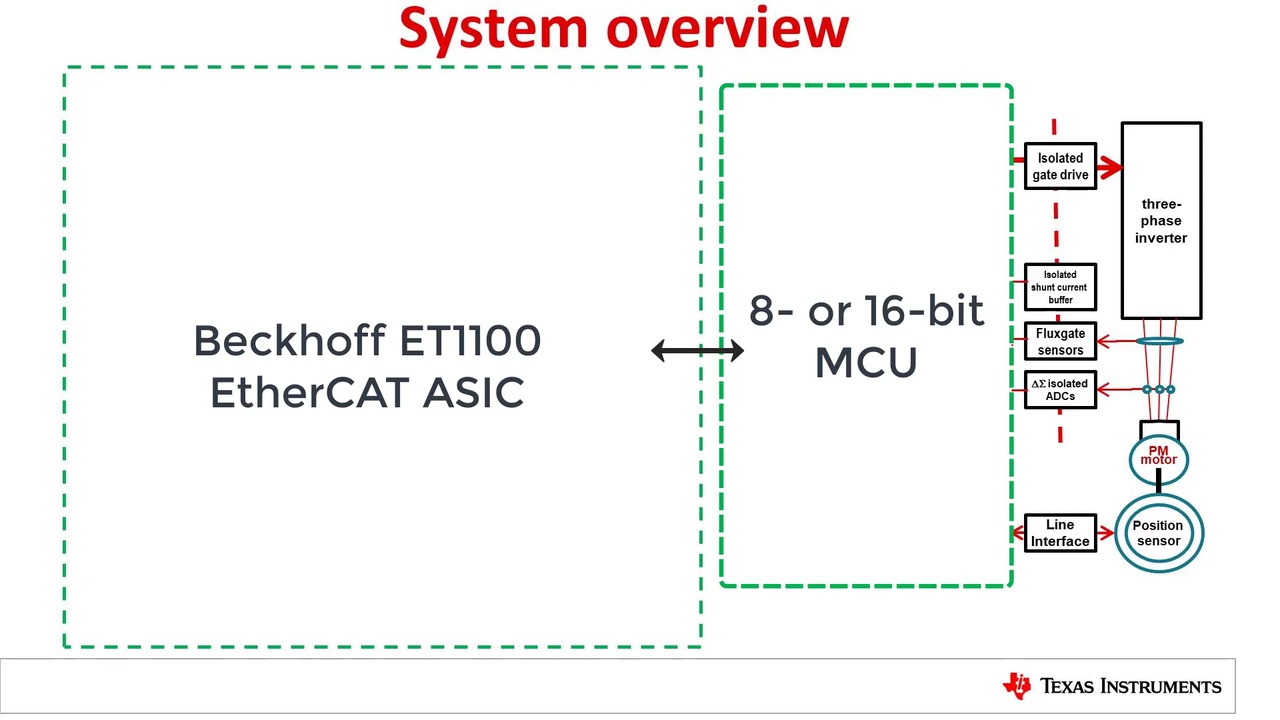 System overview
Beckhoff ET1100
EtherCAT ASIC
8- or 16-bit
MCU
Isolated
gate drive
three-
phase
inverter
Isolated
shunt current
buffer
Fluxgate
sensors
ΔΣ isolated
ADCs
PM
motor
Line
Interface
Position
sensor
TEXAS INSTRUMENTS